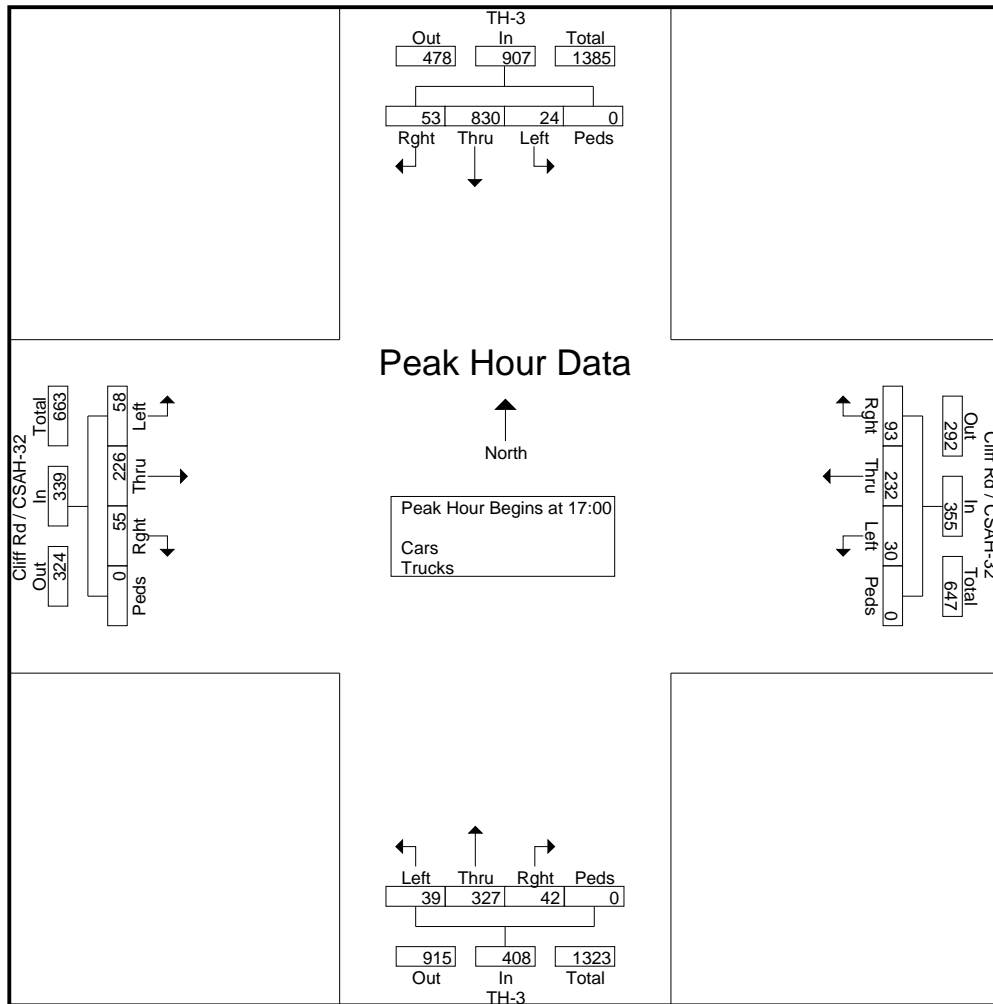 TH-3
Out In Total
478 907 1385
53 830 24 0
Rght Thru Left Peds
Peak Hour Data
North
Peak Hour Begins at 17:00
Cars
Trucks
Cliff Rd / CSAH-32
Total In Out
663 339 324
58 226 55 0
Left Thru Rght Peds
Rght Thru Left Peds
93 232 30 0
292 355 647
Out In Total
Cliff Rd / CSAH-32
Left Thru Rght Peds
39 327 42 0
915 408 1323
Out In Total
TH-3